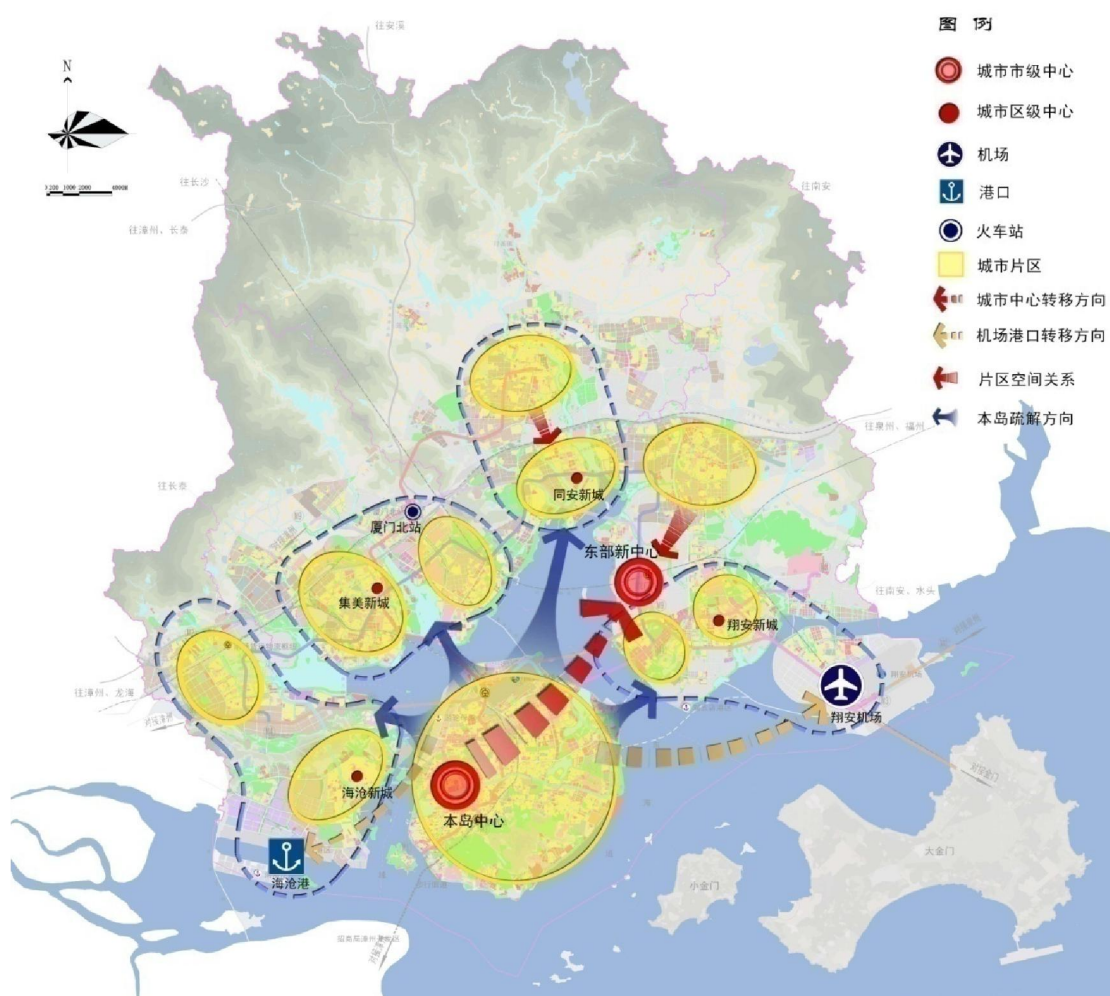 图 例
城市市级中心
城市区级中心
机场
港口
火车站
城市片区
城市中心转移方向
机场港口转移方向
片区空间关系
本岛疏解方向
N
往安溪
往长沙
往漳州、长泰
往南安
往泉州、福州
往长泰
同安新城
厦门北站
东部新中心
集美新城
往南安、水头
翔安新城
往漳州、龙海
翔安机场
海沧新城
本岛中心
对接金门
大金门
小金门
海沧港